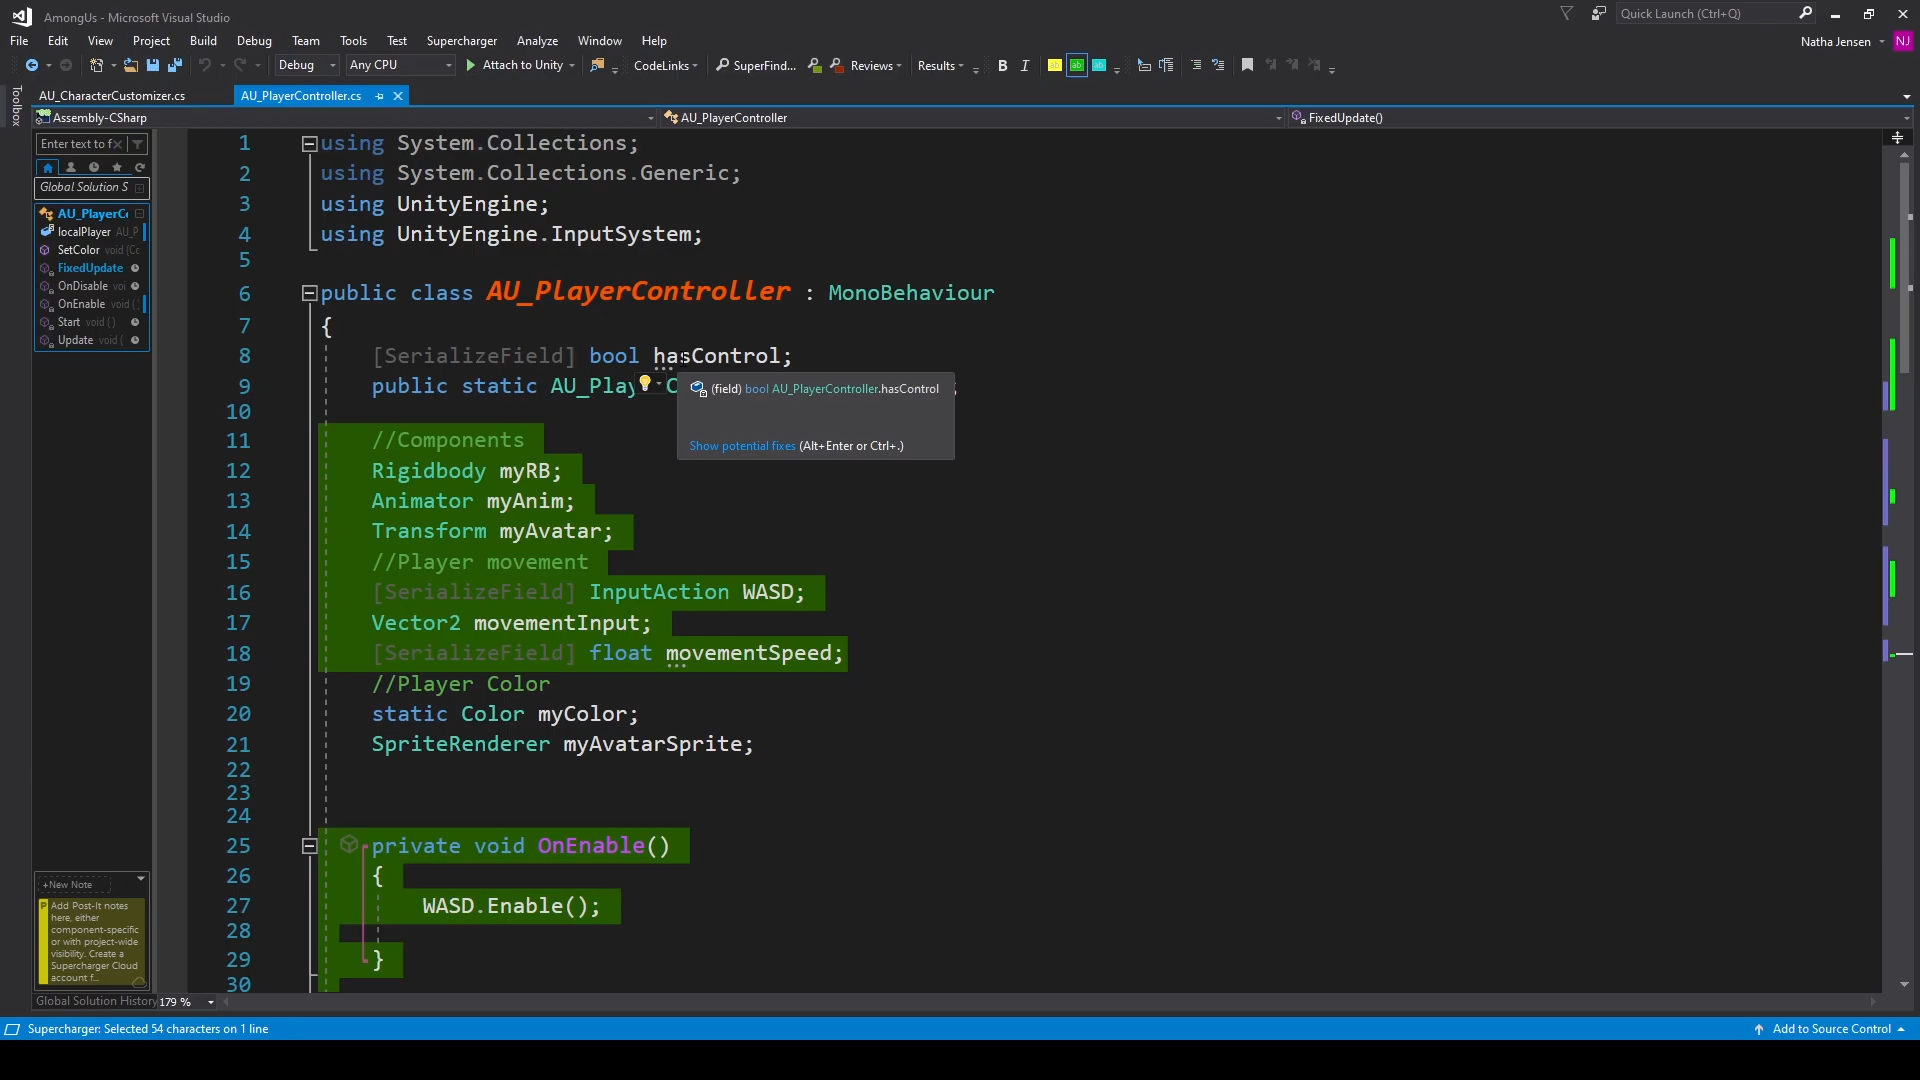 AmongUs - Microsoft Visual Studio
Quick Launch (Ctrl+Q)
File Edit View Project Build Debug Team Tools Test Supercharger Analyze Window Help
Natha Jensen NJ
Debug Any CPU Attach to Unity CodeLinks SuperFind... Reviews Results B I ab ab ab
Toolbox
AU_CharacterCustomizer.cs AU_PlayerController.cs
Assembly-CSharp AU_PlayerController FixedUpdate()
Enter text to f
Global Solution S
AU_PlayerC
localPlayer AU_P
SetColor void (Cc
FixedUpdate
OnDisable voi
OnEnable void (
Start void ( )
Update void (
1 using System.Collections;
2 using System.Collections.Generic;
3 using UnityEngine;
4 using UnityEngine.InputSystem;
5
6 public class AU_PlayerController : MonoBehaviour
7 {
8 [SerializeField] bool hasControl;
9 public static AU_Play C ;
(field) bool AU_PlayerController.hasControl
Show potential fixes (Alt+Enter or Ctrl+.)
10
11 //Components
12 Rigidbody myRB;
13 Animator myAnim;
14 Transform myAvatar;
15 //Player movement
16 [SerializeField] InputAction WASD;
17 Vector2 movementInput;
18 [SerializeField] float movementSpeed;
19 //Player Color
20 static Color myColor;
21 SpriteRenderer myAvatarSprite;
22
23
24
25 private void OnEnable()
26 {
27 WASD.Enable();
28
29 }
30
+New Note
P Add Post-It notes
here, either
component-specific
or with project-wide
visibility. Create a
Supercharger Cloud
account f...
Global Solution History 179 %
Supercharger: Selected 54 characters on 1 line
Add to Source Control